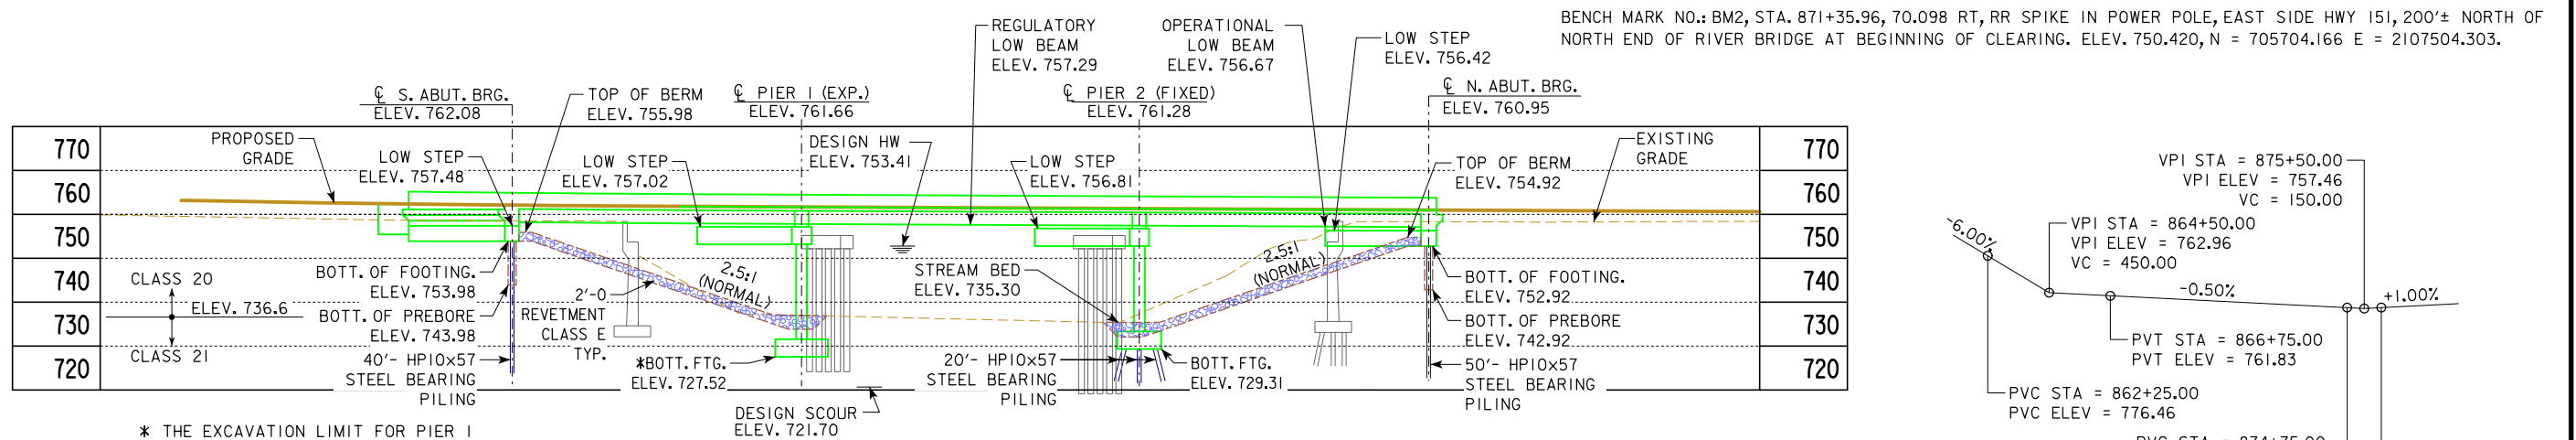 BENCH MARK NO.: BM2, STA. 871+35.96, 70.098 RT, RR SPIKE IN POWER POLE, EAST SIDE HWY 151, 200'± NORTH OF
NORTH END OF RIVER BRIDGE AT BEGINNING OF CLEARING. ELEV. 750.420, N = 705704.166 E = 2107504.303.
REGULATORY
LOW BEAM
ELEV. 757.29
OPERATIONAL
LOW BEAM
ELEV. 756.67
LOW STEP
ELEV. 756.42
℄ S. ABUT. BRG.
ELEV. 762.08
TOP OF BERM
ELEV. 755.98
℄ PIER 1 (EXP.)
ELEV. 761.66
℄ PIER 2 (FIXED)
ELEV. 761.28
℄ N. ABUT. BRG.
ELEV. 760.95
770
760
750
740
730
720
PROPOSED
GRADE
LOW STEP
ELEV. 757.48
LOW STEP
ELEV. 757.02
DESIGN HW
ELEV. 753.41
LOW STEP
ELEV. 756.81
TOP OF BERM
ELEV. 754.92
EXISTING
GRADE
770
760
750
740
730
720
CLASS 20
ELEV. 736.6
CLASS 21
BOTT. OF FOOTING.
ELEV. 753.98
BOTT. OF PREBORE
ELEV. 743.98
40'- HP10x57
STEEL BEARING
PILING
2'-0
REVETMENT
CLASS E
TYP.
2.5:1
(NORMAL)
*BOTT. FTG.
ELEV. 727.52
DESIGN SCOUR
ELEV. 721.70
STREAM BED
ELEV. 735.30
20'- HP10x57
STEEL BEARING
PILING
BOTT. FTG.
ELEV. 729.31
2.5:1
(NORMAL)
BOTT. OF FOOTING.
ELEV. 752.92
BOTT. OF PREBORE
ELEV. 742.92
50'- HP10x57
STEEL BEARING
PILING
* THE EXCAVATION LIMIT FOR PIER 1
VPI STA = 875+50.00
VPI ELEV = 757.46
VC = 150.00
VPI STA = 864+50.00
VPI ELEV = 762.96
VC = 450.00
-6.00%
-0.50%
+1.00%
PVT STA = 866+75.00
PVT ELEV = 761.83
PVC STA = 862+25.00
PVC ELEV = 776.46
PVC STA = 874+75.00